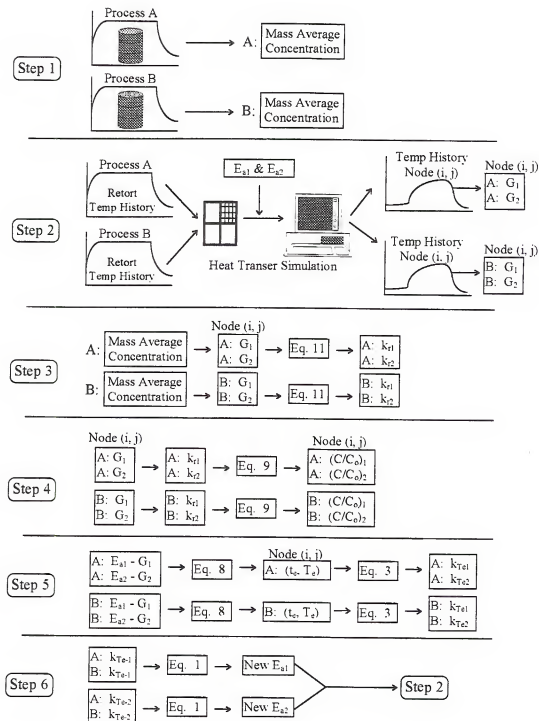 Process A
Step 1
A: Mass Average Concentration
Process B
B: Mass Average Concentration
Process A
Retort Temp History
Process B
Retort Temp History
Step 2
Ea1 & Ea2
Heat Transer Simulation
Temp History
Node (i, j)
Node (i, j)
A: G1
A: G2
Temp History
Node (i, j)
Node (i, j)
B: G1
B: G2
Step 3
Node (i, j)
A: Mass Average Concentration
A: G1
A: G2
Eq. 11
A: kr1
A: kr2
B: Mass Average Concentration
B: G1
B: G2
Eq. 11
B: kr1
B: kr2
Step 4
Node (i, j)
Node (i, j)
A: G1
A: G2
A: kr1
A: kr2
Eq. 9
A: (C/Co)1
A: (C/Co)2
B: G1
B: G2
B: kr1
B: kr2
Eq. 9
B: (C/Co)1
B: (C/Co)2
Step 5
Node (i, j)
A: Ea1 - G1
A: Ea2 - G2
Eq. 8
A: (te, Te)
Eq. 3
A: kTe1
A: kTe2
B: Ea1 - G1
B: Ea2 - G2
Eq. 8
B: (te, Te)
Eq. 3
B: kTe1
B: kTe2
Step 6
A: kTe-1
B: kTe-1
Eq. 1
New Ea1
A: kTe-2
B: kTe-2
Eq. 1
New Ea2
Step 2